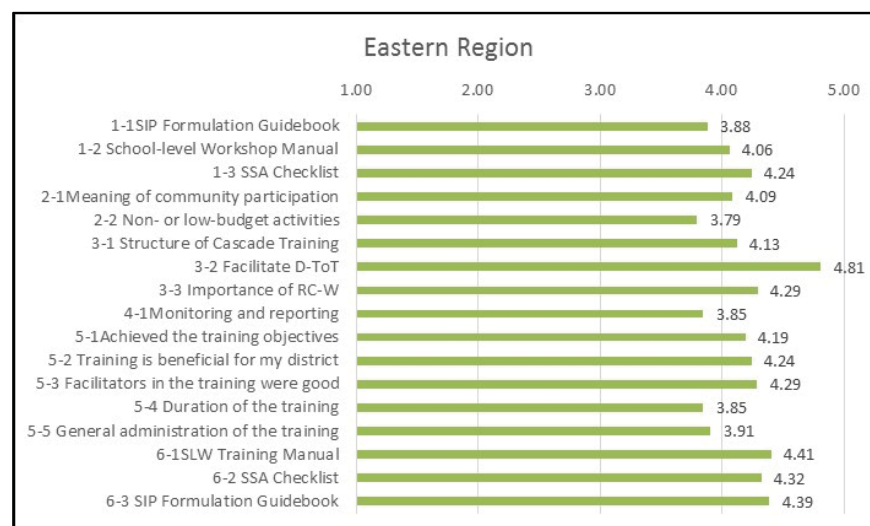 Eastern Region
1.00 2.00 3.00 4.00 5.00
1-1SIP Formulation Guidebook 3.88
1-2 School-level Workshop Manual 4.06
1-3 SSA Checklist 4.24
2-1Meaning of community participation 4.09
2-2 Non- or low-budget activities 3.79
3-1 Structure of Cascade Training 4.13
3-2 Facilitate D-ToT 4.81
3-3 Importance of RC-W 4.29
4-1Monitoring and reporting 3.85
5-1Achieved the training objectives 4.19
5-2 Training is beneficial for my district 4.24
5-3 Facilitators in the training were good 4.29
5-4 Duration of the training 3.85
5-5 General administration of the training 3.91
6-1SLW Training Manual 4.41
6-2 SSA Checklist 4.32
6-3 SIP Formulation Guidebook 4.39